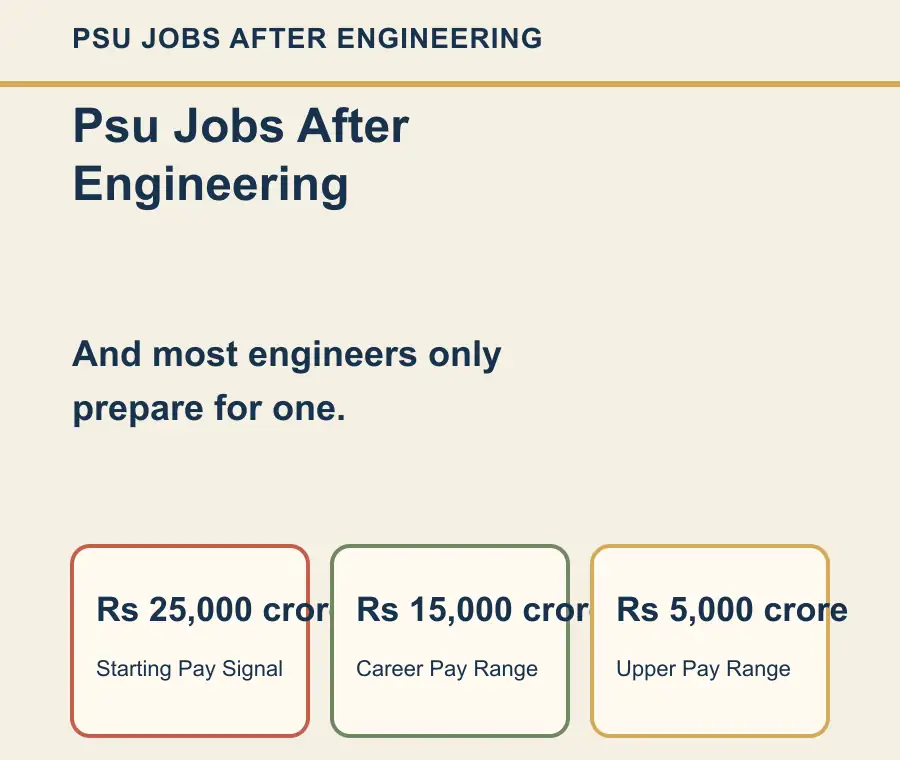 PSU JOBS AFTER ENGINEERING
Psu Jobs After
Engineering
And most engineers only
prepare for one.
Rs 25,000 cror
Rs 15,000 cror
Rs 5,000 crore
Starting Pay Signal
Career Pay Range
Upper Pay Range